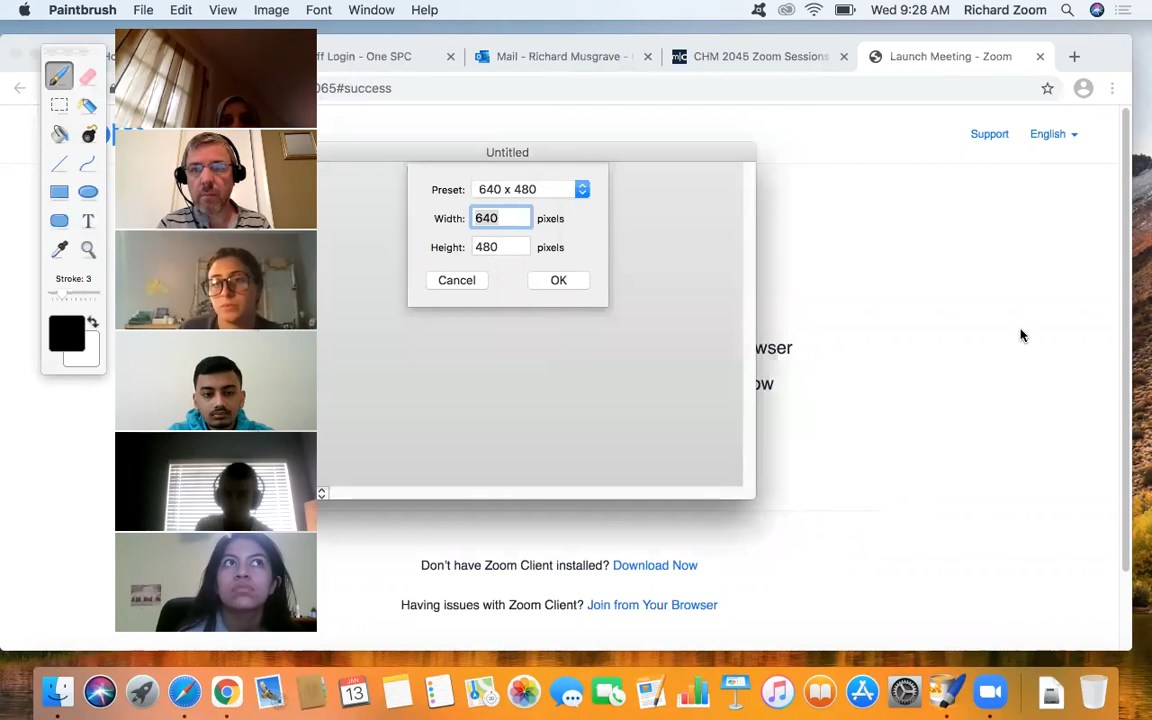 Paintbrush File Edit View Image Font Window Help Wed 9:28 AM Richard Zoom
ff Login - One SPC Mail - Richard Musgrave - CHM 2045 Zoom Sessions Launch Meeting - Zoom
065#success
Support English
Untitled
Preset: 640 x 480
Width: 640 pixels
Height: 480 pixels
Cancel OK
Stroke: 3
wser
ow
Don't have Zoom Client installed? Download Now
Having issues with Zoom Client? Join from Your Browser
JAN
13